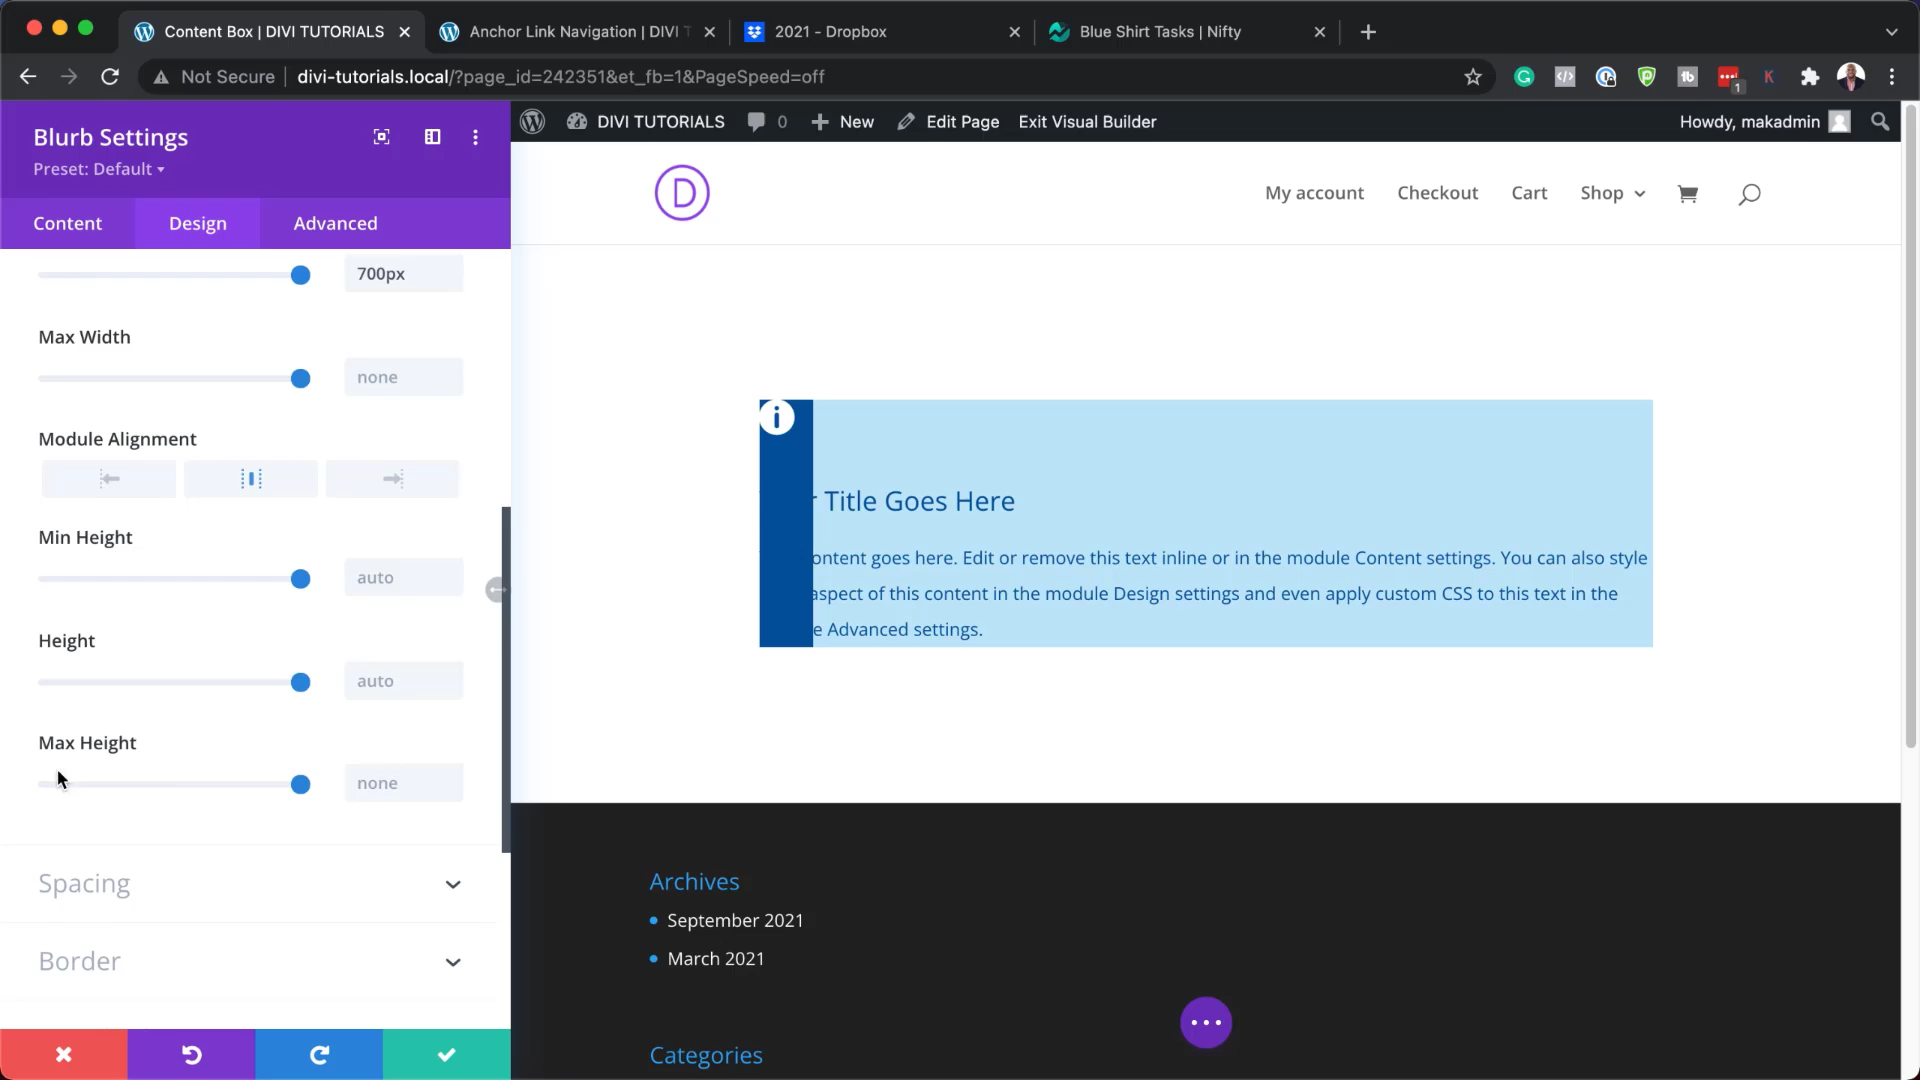 Content Box | DIVI TUTORIALS
Anchor Link Navigation | DIVI
2021 - Dropbox
Blue Shirt Tasks | Nifty
Not Secure
divi-tutorials.local/?page_id=242351&et_fb=1&PageSpeed=off
1
Blurb Settings
Preset: Default
Content
Design
Advanced
DIVI TUTORIALS
0
New
Edit Page
Exit Visual Builder
Howdy, makadmin
D
My account
Checkout
Cart
Shop
700px
Max Width
none
Module Alignment
Min Height
auto
Height
auto
Max Height
none
Spacing
Border
Title Goes Here
ontent goes here. Edit or remove this text inline or in the module Content settings. You can also style
aspect of this content in the module Design settings and even apply custom CSS to this text in the
e Advanced settings.
Archives
September 2021
March 2021
Categories